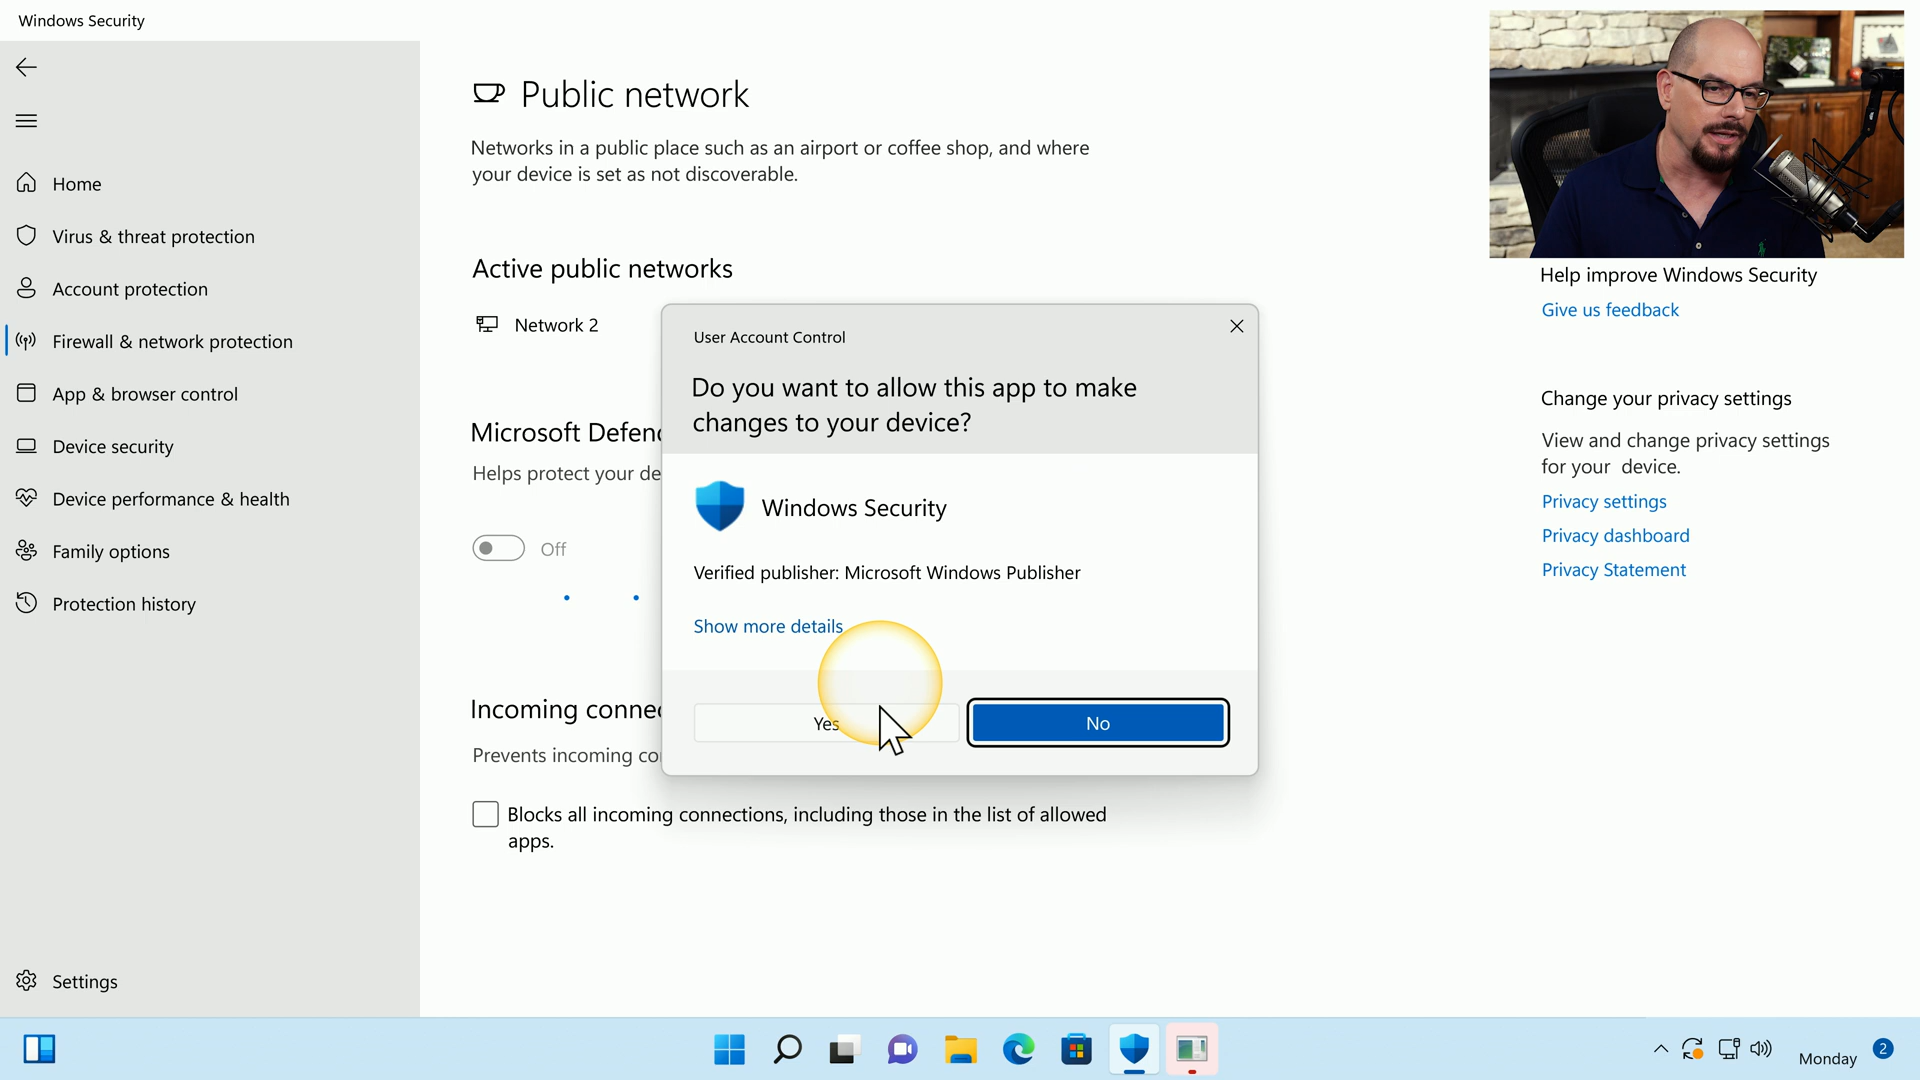 Windows Security
Home
Virus & threat protection
Account protection
Firewall & network protection
App & browser control
Device security
Device performance & health
Family options
Protection history
Settings
Public network
Networks in a public place such as an airport or coffee shop, and where
your device is set as not discoverable.
Active public networks
Network 2
Microsoft Defen
Helps protect your de
Off
Incoming conne
Prevents incoming co
Blocks all incoming connections, including those in the list of allowed
apps.
User Account Control
Do you want to allow this app to make
changes to your device?
Windows Security
Verified publisher: Microsoft Windows Publisher
Show more details
Yes
No
Help improve Windows Security
Give us feedback
Change your privacy settings
View and change privacy settings
for your device.
Privacy settings
Privacy dashboard
Privacy Statement
Monday
2